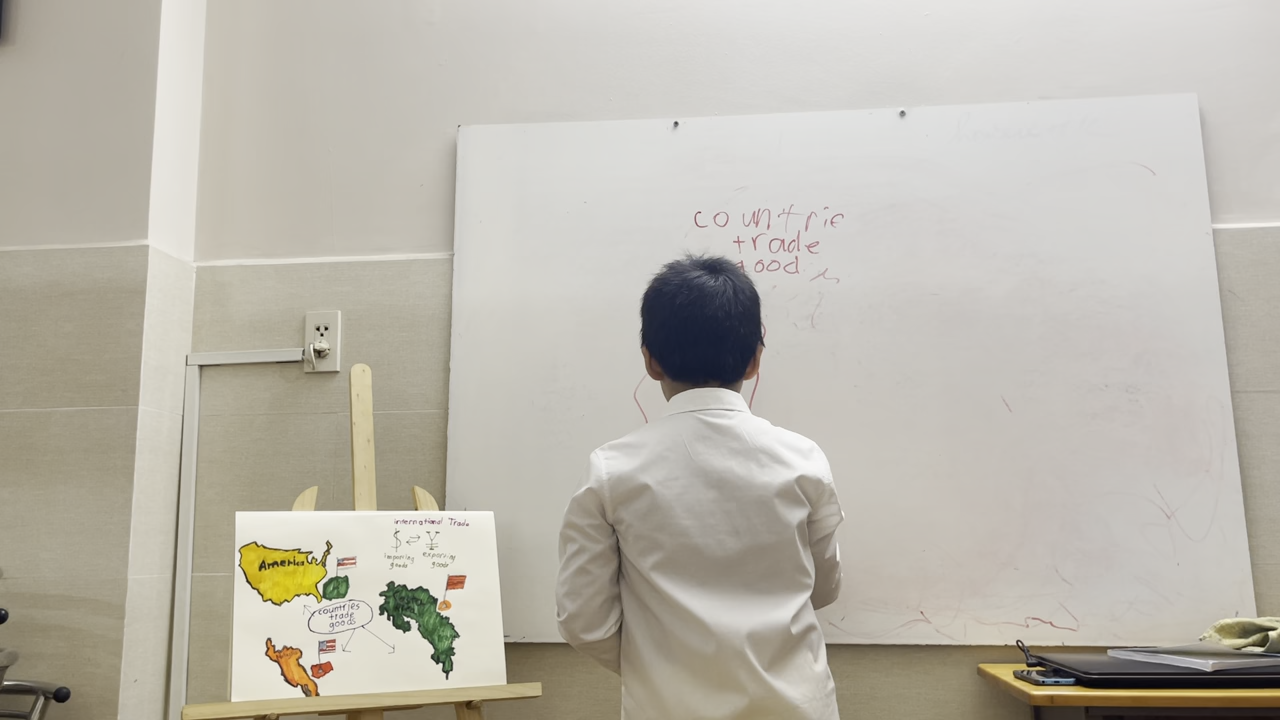 countrie
trade
good
international Trade
$ ⇄ ¥
importing
goods
exporting
goods
America
countries
trade
goods